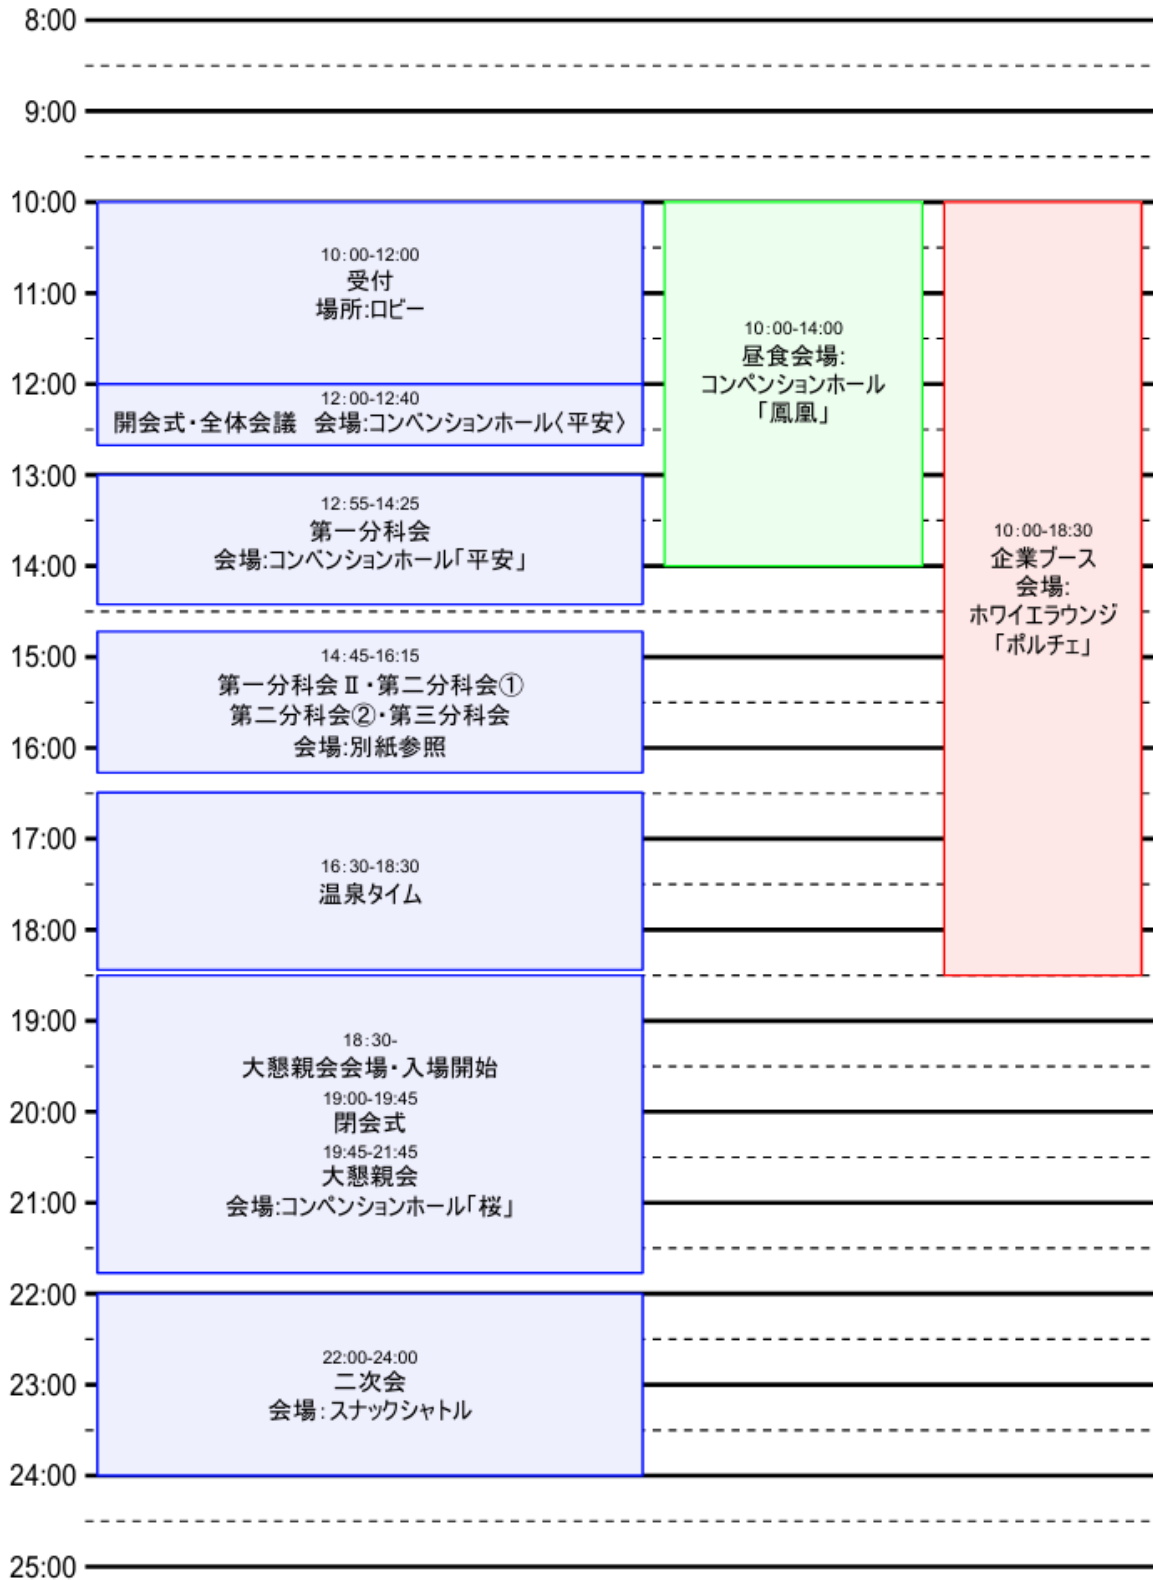 8:00
9:00
10:00
11:00
12:00
13:00
14:00
15:00
16:00
17:00
18:00
19:00
20:00
21:00
22:00
23:00
24:00
25:00
10:00-12:00
受付
場所:ロビー
12:00-12:40
開会式・全体会議　会場:コンベンションホール〈平安〉
12:55-14:25
第一分科会
会場:コンベンションホール「平安」
14:45-16:15
第一分科会Ⅱ・第二分科会①
第二分科会②・第三分科会
会場:別紙参照
16:30-18:30
温泉タイム
18:30-
大懇親会会場・入場開始
19:00-19:45
閉会式
19:45-21:45
大懇親会
会場:コンペンションホール「桜」
22:00-24:00
二次会
会場:スナックシャトル
10:00-14:00
昼食会場:
コンペンションホール
「鳳凰」
10:00-18:30
企業ブース
会場:
ホワイエラウンジ
「ポルチェ」